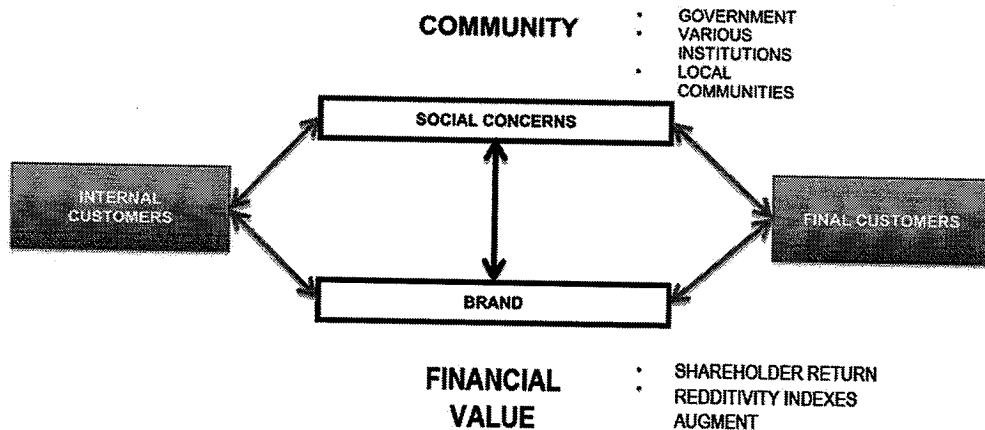 COMMUNITY
• GOVERNMENT
• VARIOUS
INSTITUTIONS
• LOCAL
COMMUNITIES
SOCIAL CONCERNS
INTERNAL
CUSTOMERS
FINAL CUSTOMERS
BRAND
FINANCIAL
VALUE
• SHAREHOLDER RETURN
• REDDITIVITY INDEXES
AUGMENT